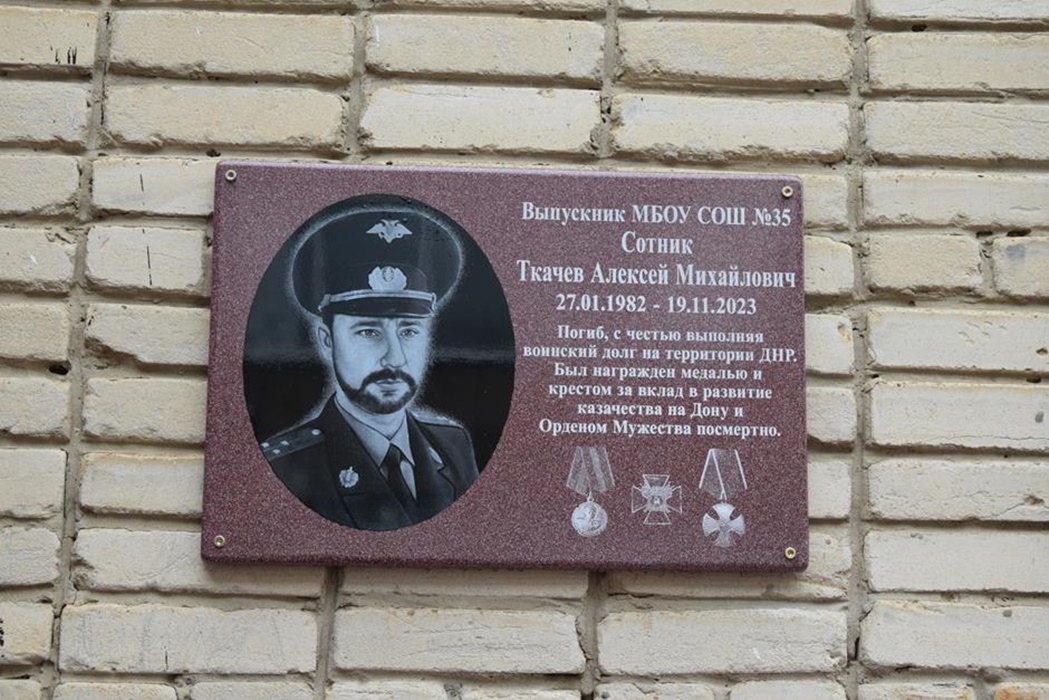 Выпускник МБОУ СОШ №35
Сотник
Ткачев Алексей Михайлович
27.01.1982 - 19.11.2023
Погиб, с честью выполняя
воинский долг на территории ДНР.
Был награжден медалью и
крестом за вклад в развитие
казачества на Дону и
Орденом Мужества посмертно.